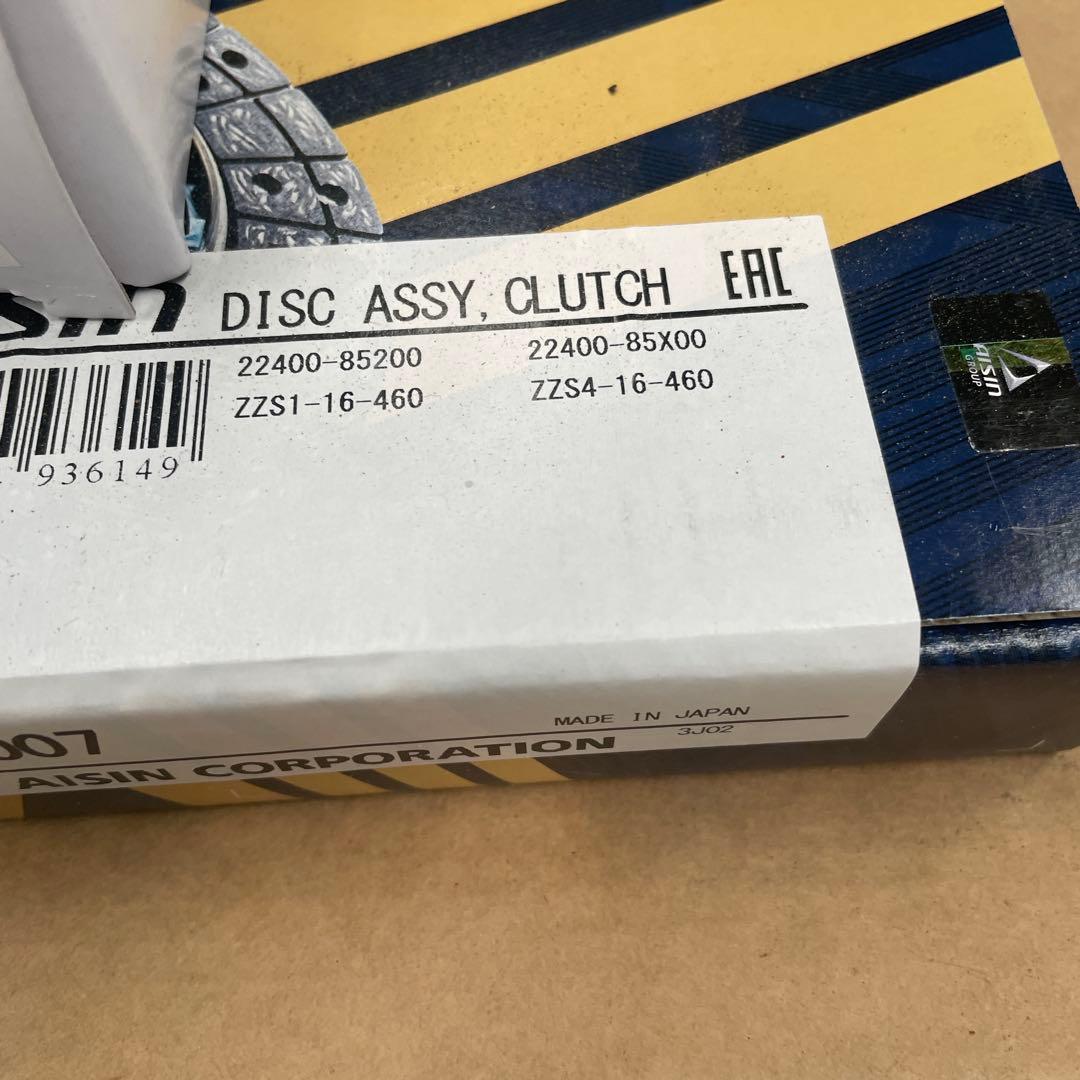 DISC ASSY, CLUTCH EAC
22400-85200 22400-85X00
ZZS1-16-460 ZZS4-16-460
936149
AISIN
GROUP
007
MADE IN JAPAN
AISIN CORPORATION 3J02